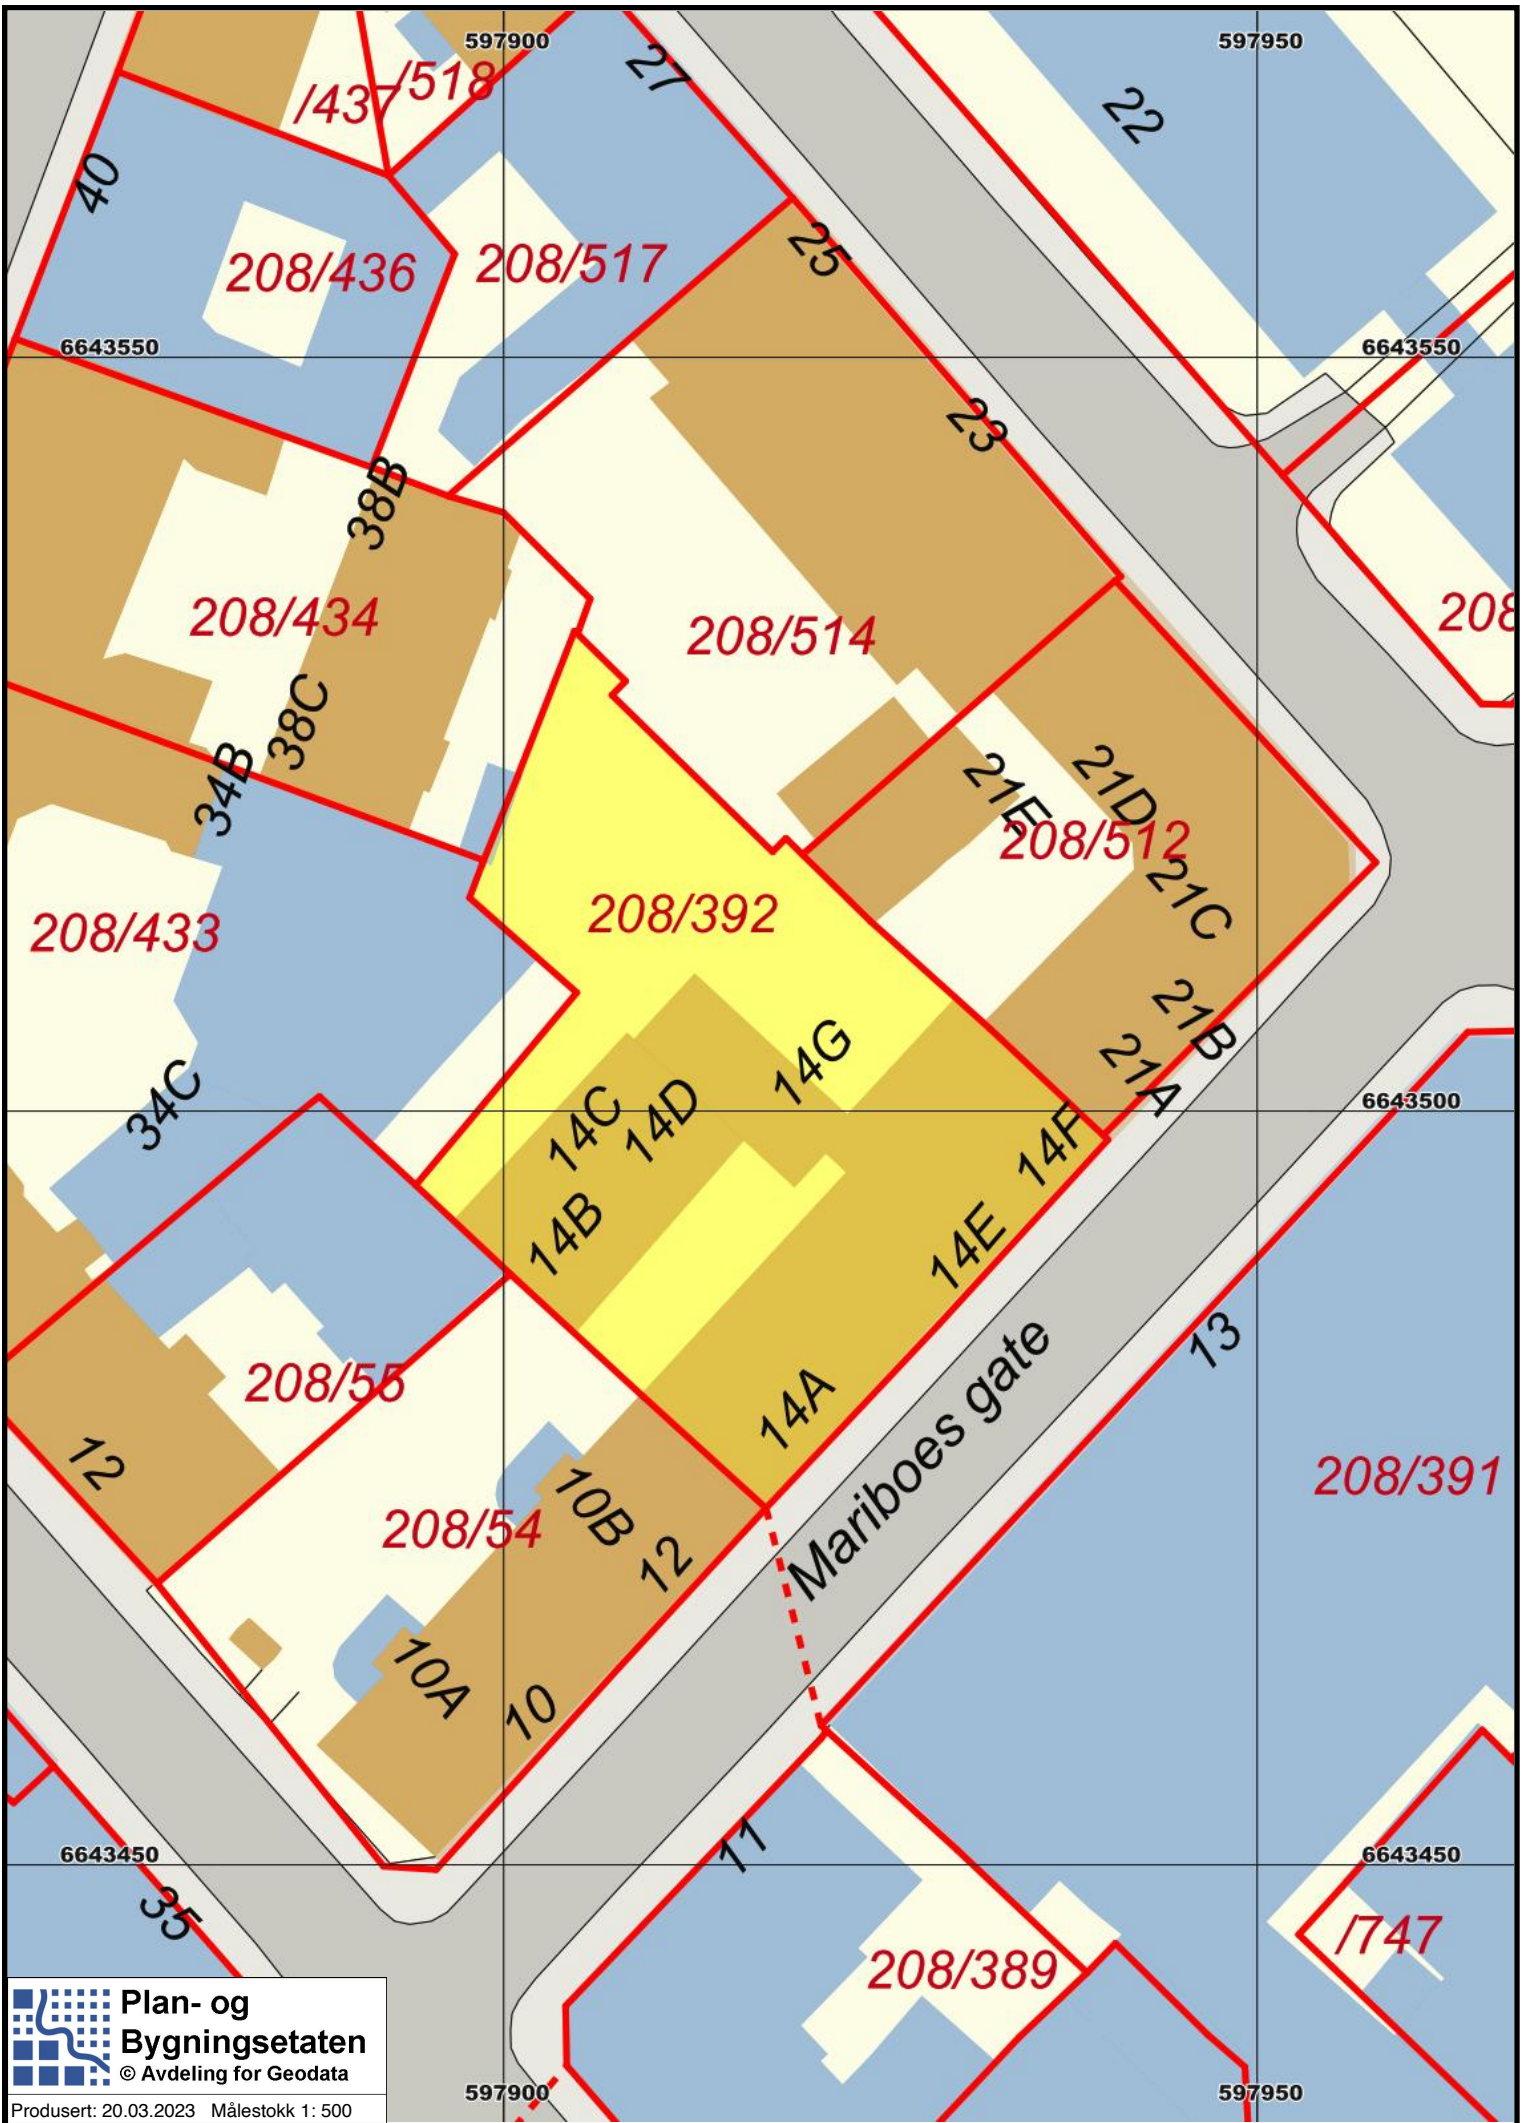 597900
597950
27
/518
/437
22
40
25
208/436
208/517
6643550
6643550
23
38B
208/434
208/514
208
38C
34B
21E
21D
208/512
21C
208/392
208/433
21B
14G
21A
34C
14C
14D
6643500
14F
14B
14E
13
Mariboes gate
208/55
14A
12
208/391
10B
208/54
12
10A
10
11
6643450
6643450
35
/747
208/389
Plan- og
Bygningsetaten
© Avdeling for Geodata
597900
597950
Produsert: 20.03.2023 Målestokk 1: 500